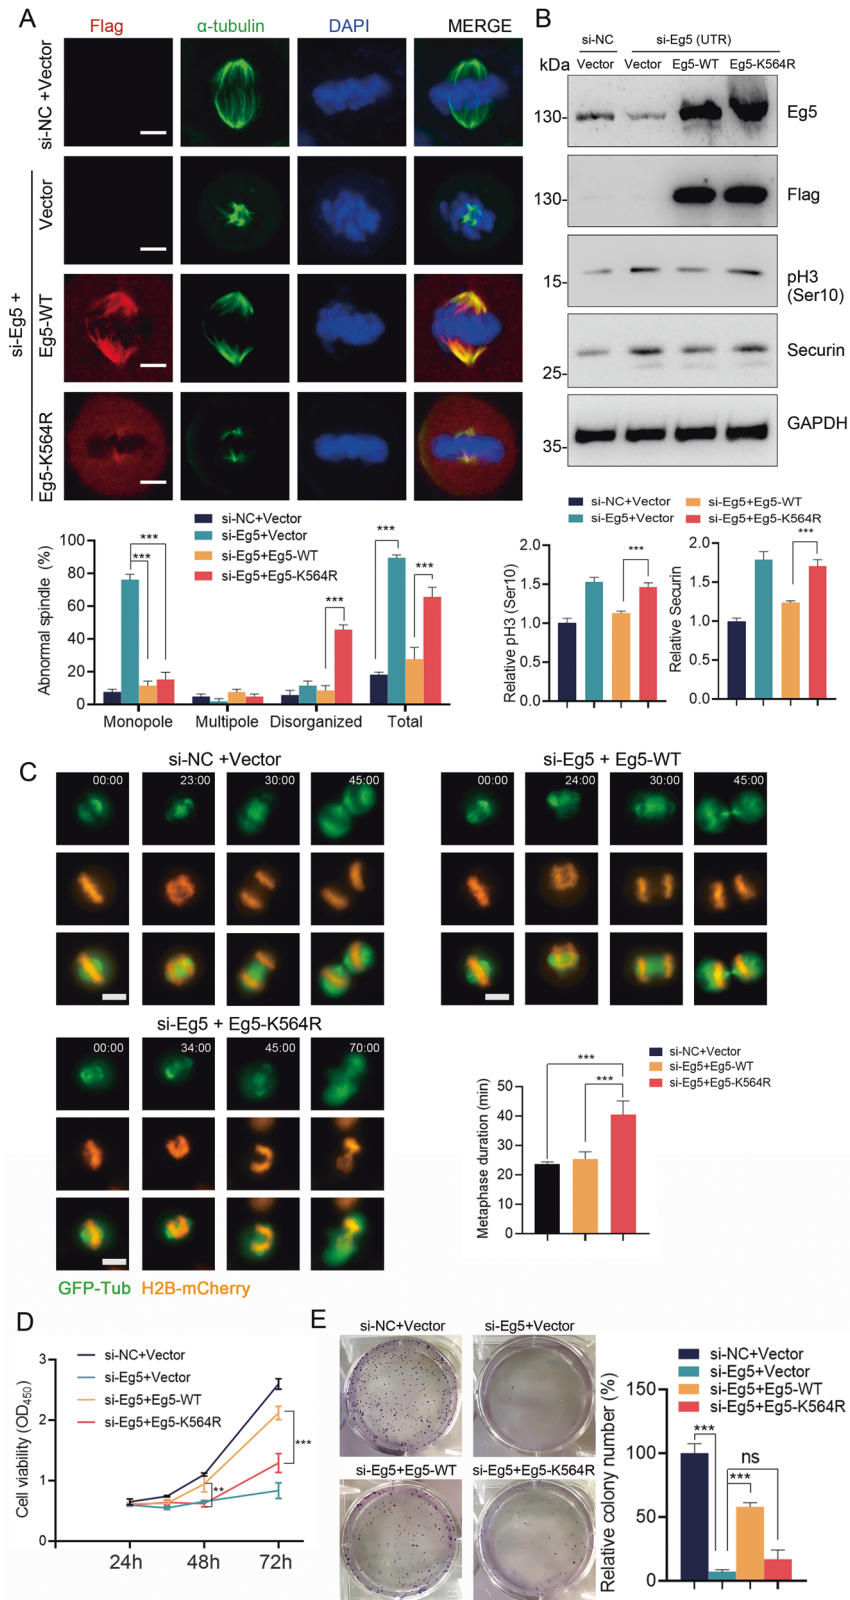 A
Flag
α-tubulin
DAPI
MERGE
si-NC +Vector
si-Eg5 +
Vector
Eg5-WT
Eg5-K564R
si-NC+Vector
si-Eg5+Vector
si-Eg5+Eg5-WT
si-Eg5+Eg5-K564R
Abnormal spindle (%)
100
80
60
40
20
0
***
***
***
***
***
Monopole
Multipole
Disorganized
Total
B
si-NC
si-Eg5 (UTR)
kDa
Vector
Vector
Eg5-WT
Eg5-K564R
130-
Eg5
130-
Flag
15-
pH3
(Ser10)
Securin
25-
GAPDH
35-
si-NC+Vector
si-Eg5+Eg5-WT
si-Eg5+Vector
si-Eg5+Eg5-K564R
Relative pH3 (Ser10)
2.0
1.5
1.0
0.5
0.0
***
Relative Securin
2.0
1.5
1.0
0.5
0.0
***
C
si-NC +Vector
00:00
23:00
30:00
45:00
si-Eg5 + Eg5-WT
00:00
24:00
30:00
45:00
si-Eg5 + Eg5-K564R
00:00
34:00
45:00
70:00
GFP-Tub
H2B-mCherry
si-NC+Vector
si-Eg5+Eg5-WT
si-Eg5+Eg5-K564R
Metaphase duration (min)
50
40
30
20
10
0
***
***
D
si-NC+Vector
si-Eg5+Vector
si-Eg5+Eg5-WT
si-Eg5+Eg5-K564R
Cell viability (OD450)
3
2
1
0
***
**
24h
48h
72h
E
si-NC+Vector
si-Eg5+Vector
si-Eg5+Eg5-WT
si-Eg5+Eg5-K564R
si-NC+Vector
si-Eg5+Vector
si-Eg5+Eg5-WT
si-Eg5+Eg5-K564R
Relative colony number (%)
150
100
50
0
***
ns
***